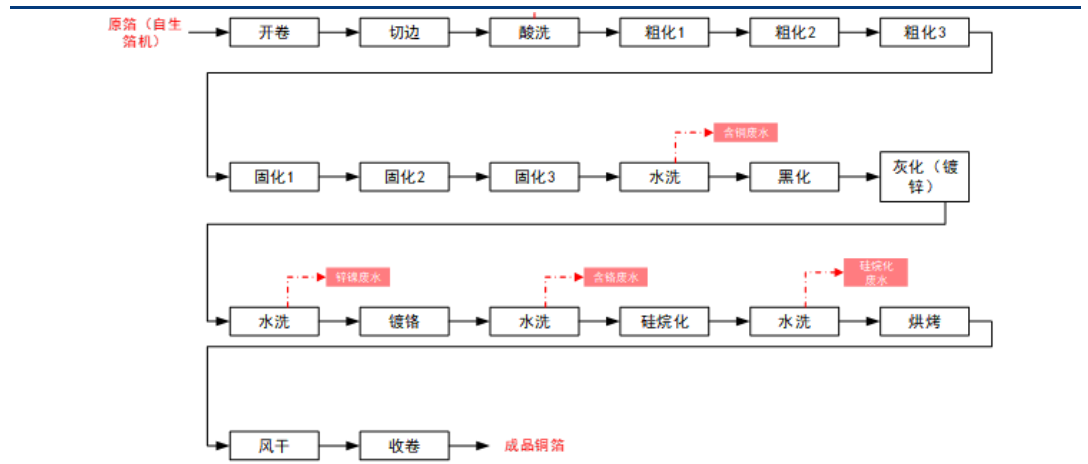 原箔（自生
箔机）
开卷
切边
酸洗
粗化1
粗化2
粗化3
含铜废水
固化1
固化2
固化3
水洗
黑化
灰化（镀
锌）
锌镍废水
含铬废水
硅烷化
废水
水洗
镀铬
水洗
硅烷化
水洗
烘烤
风干
收卷
成品铜箔